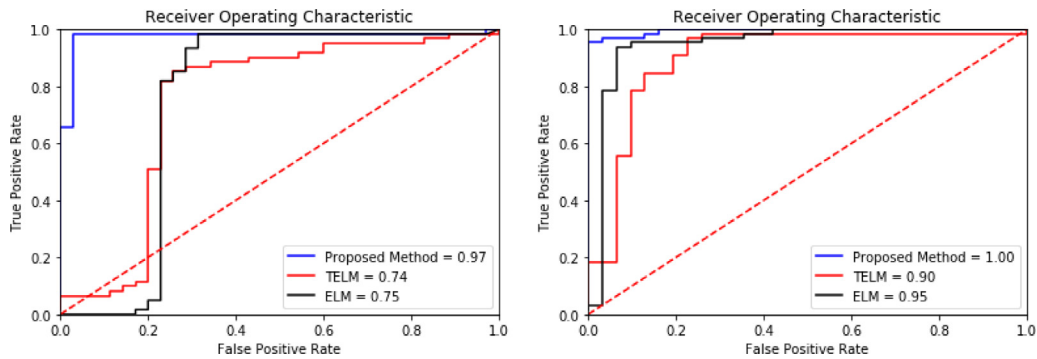 Receiver Operating Characteristic
True Positive Rate
1.0
0.8
0.6
0.4
0.2
0.0
Proposed Method = 0.97
TELM = 0.74
ELM = 0.75
0.0 0.2 0.4 0.6 0.8 1.0
False Positive Rate
Receiver Operating Characteristic
True Positive Rate
1.0
0.8
0.6
0.4
0.2
0.0
Proposed Method = 1.00
TELM = 0.90
ELM = 0.95
0.0 0.2 0.4 0.6 0.8 1.0
False Positive Rate